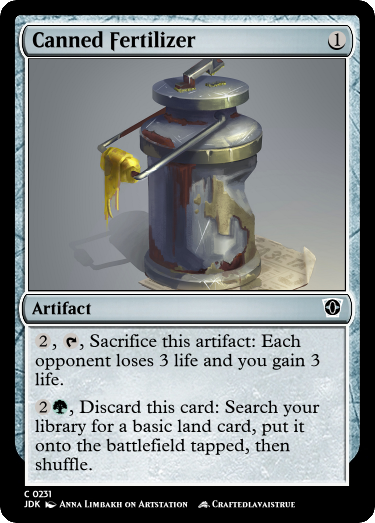 Canned Fertilizer 1
Artifact
2, , Sacrifice this artifact: Each
opponent loses 3 life and you gain 3
life.
2 , Discard this card: Search your
library for a basic land card, put it
onto the battlefield tapped, then
shuffle.
C 0231
JDK Anna Limbakh on Artstation Craftedlavaistrue